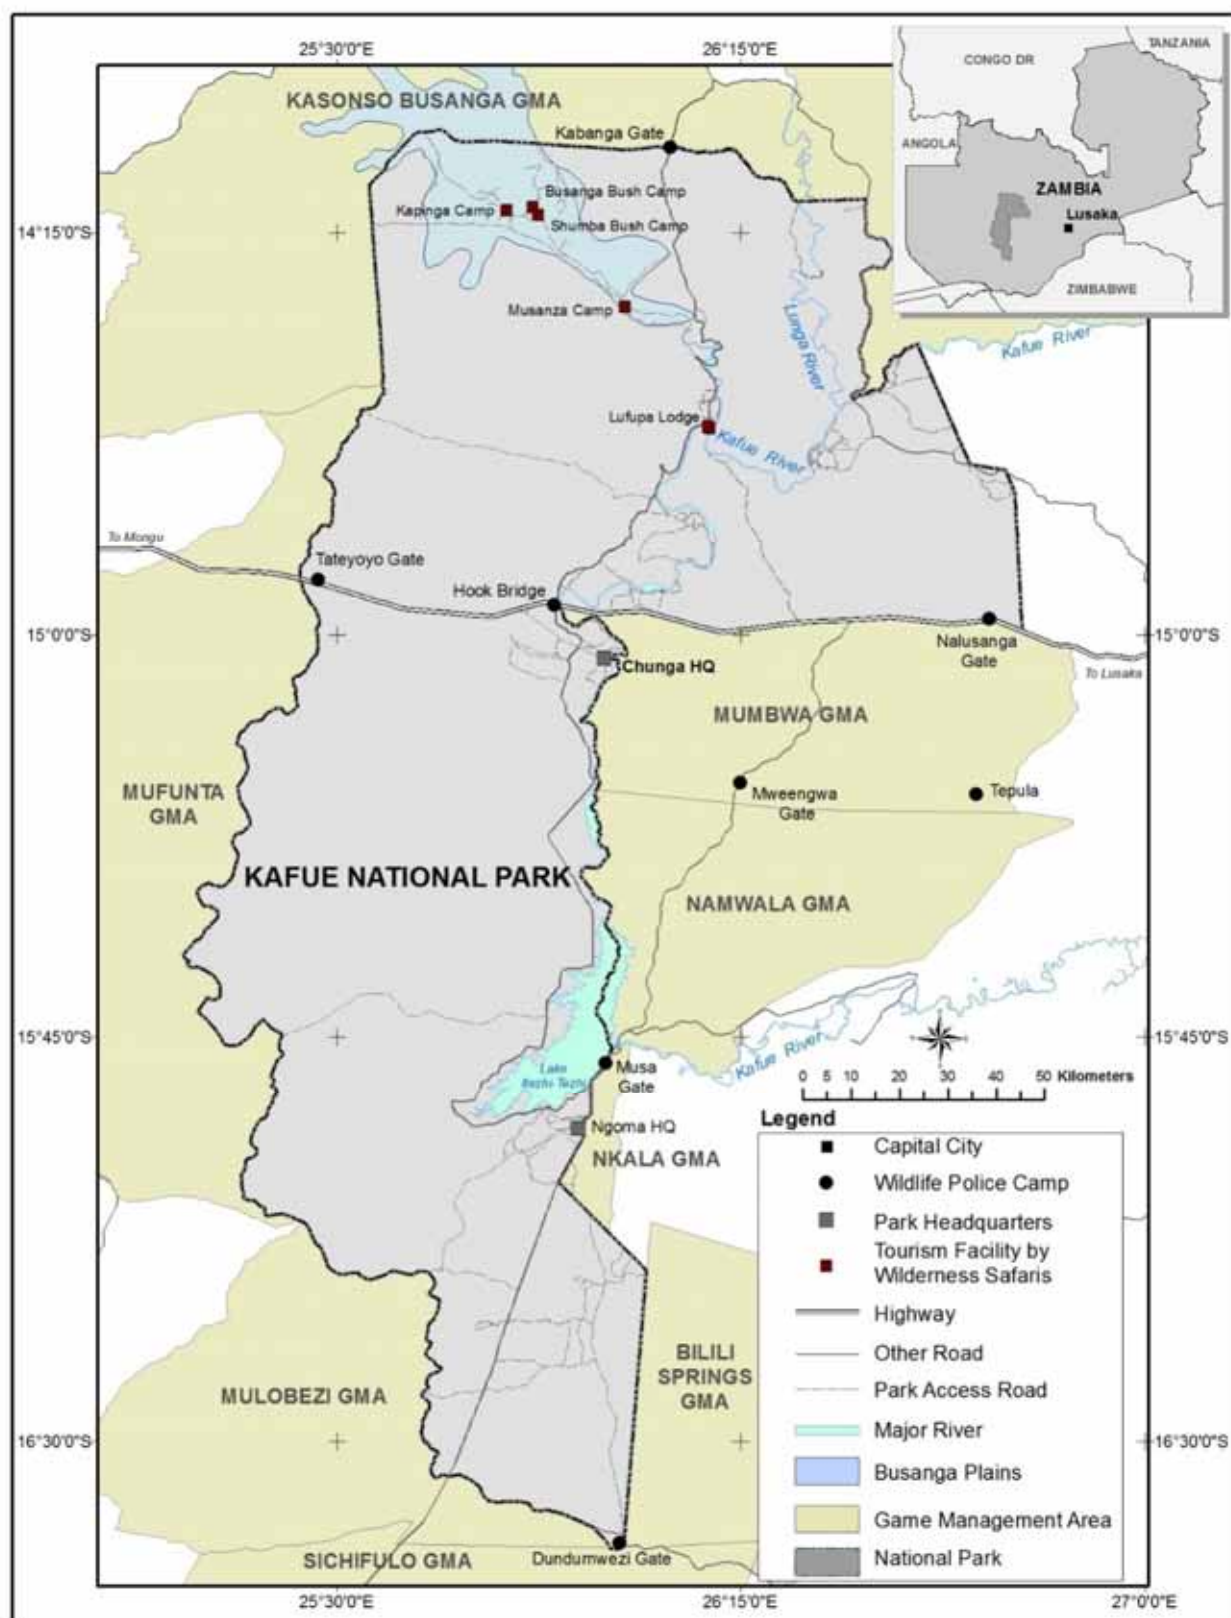 25°30'0"E
26°15'0"E
TANZANIA
CONGO DR
KASONSO BUSANGA GMA
Kabanga Gate
ANGOLA
Busanga Bush Camp
ZAMBIA
Kapinga Camp
Lusaka
Shumba Bush Camp
14°15'0"S
ZIMBABWE
Musanza Camp
Lunga River
Kafue River
Lufupa Lodge
Kafue River
To Mongu
Tateyoyo Gate
Hook Bridge
15°0'0"S
15°0'0"S
Nalusanga
Gate
Chunga HQ
To Lusaka
MUMBWA GMA
MUFUNTA
GMA
Mweengwa
Gate
Tepula
KAFUE NATIONAL PARK
NAMWALA GMA
15°45'0"S
15°45'0"S
Kafue River
Lake
Musa
Gate
0 5 10 20 30 40 50 Kilometers
Ngoma HQ
NKALA GMA
Legend
Capital City
Wildlife Police Camp
Park Headquarters
Tourism Facility by
Wilderness Safaris
Highway
Other Road
Park Access Road
Major River
Busanga Plains
Game Management Area
National Park
BILILI
SPRINGS
GMA
MULOBEZI GMA
16°30'0"S
16°30'0"S
SICHIFULO GMA
Dundumwezi Gate
25°30'0"E
26°15'0"E
27°0'0"E